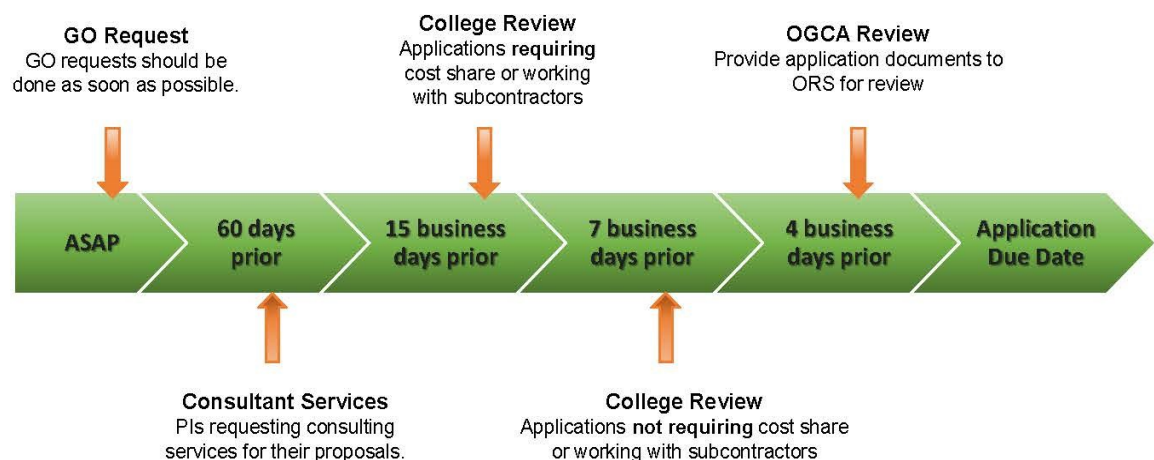 GO Request
GO requests should be
done as soon as possible.
College Review
Applications requiring
cost share or working
with subcontractors
OGCA Review
Provide application documents to
ORS for review
ASAP
60 days
prior
15 business
days prior
7 business
days prior
4 business
days prior
Application
Due Date
Consultant Services
PIs requesting consulting
services for their proposals.
College Review
Applications not requiring cost share
or working with subcontractors